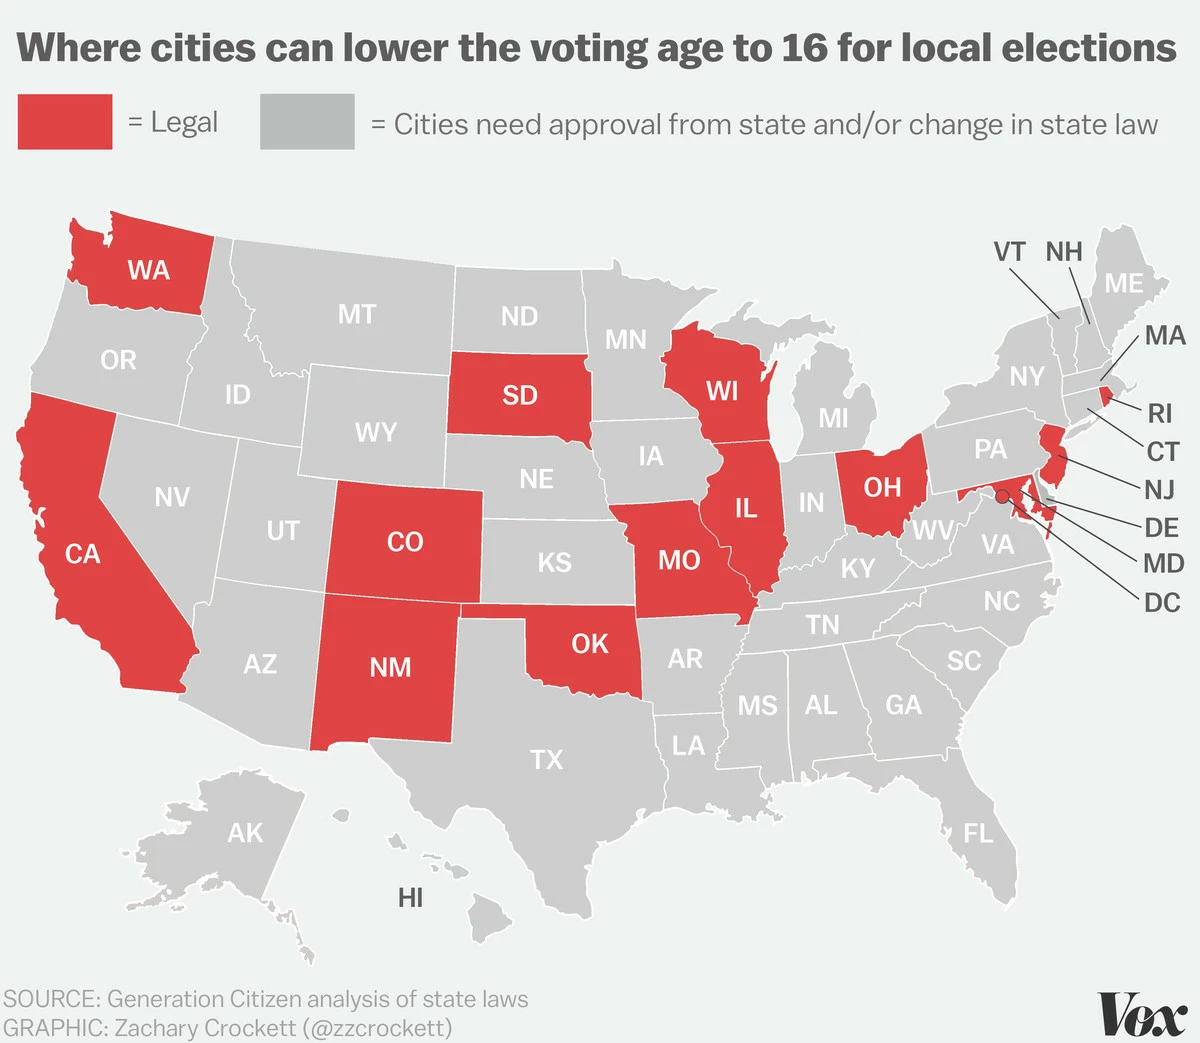 Where cities can lower the voting age to 16 for local elections
= Legal
= Cities need approval from state and/or change in state law
VT
NH
WA
ME
MT
ND
MN
MA
OR
ID
SD
WI
NY
MI
RI
WY
IA
PA
CT
NV
NE
OH
NJ
IL
IN
UT
CO
DE
WV
VA
CA
KS
MO
KY
MD
NC
DC
AZ
NM
OK
TN
AR
SC
MS
AL
GA
LA
TX
AK
FL
HI
SOURCE: Generation Citizen analysis of state laws
GRAPHIC: Zachary Crockett (@zzcrockett)
Vox